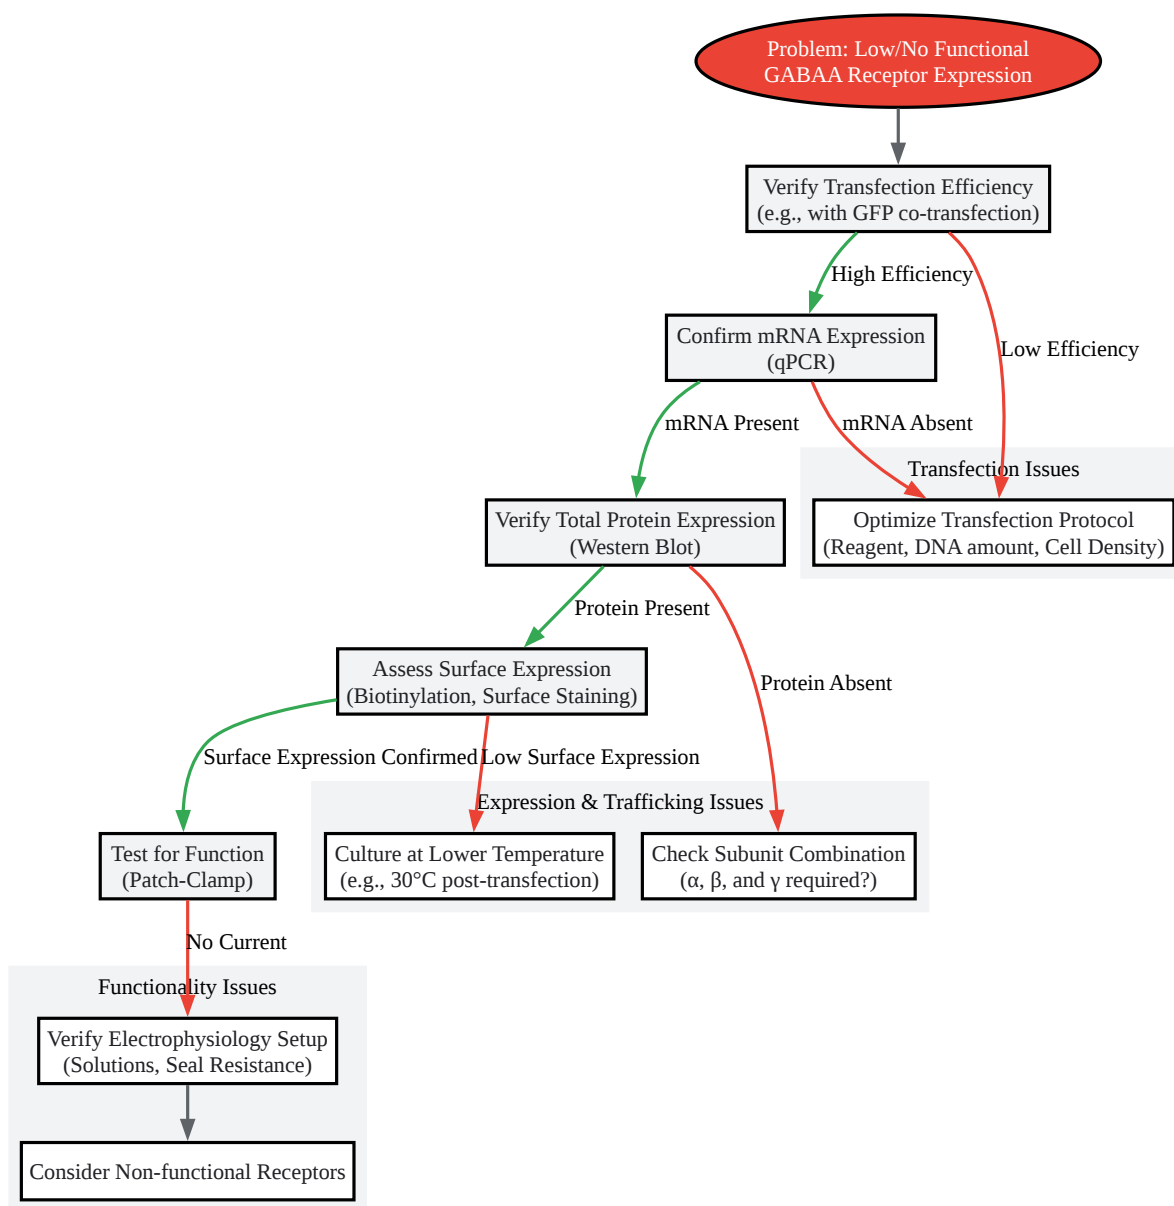 Problem: Low/No Functional
GABAA Receptor Expression
Verify Transfection Efficiency
(e.g., with GFP co-transfection)
High Efficiency
Confirm mRNA Expression
(qPCR)
Low Efficiency
mRNA Present
mRNA Absent
Transfection Issues
Verify Total Protein Expression
(Western Blot)
Optimize Transfection Protocol
(Reagent, DNA amount, Cell Density)
Protein Present
Assess Surface Expression
(Biotinylation, Surface Staining)
Protein Absent
Surface Expression Confirmed
Low Surface Expression
Expression & Trafficking Issues
Test for Function
(Patch-Clamp)
Culture at Lower Temperature
(e.g., 30°C post-transfection)
Check Subunit Combination
(α, β, and γ required?)
No Current
Functionality Issues
Verify Electrophysiology Setup
(Solutions, Seal Resistance)
Consider Non-functional Receptors